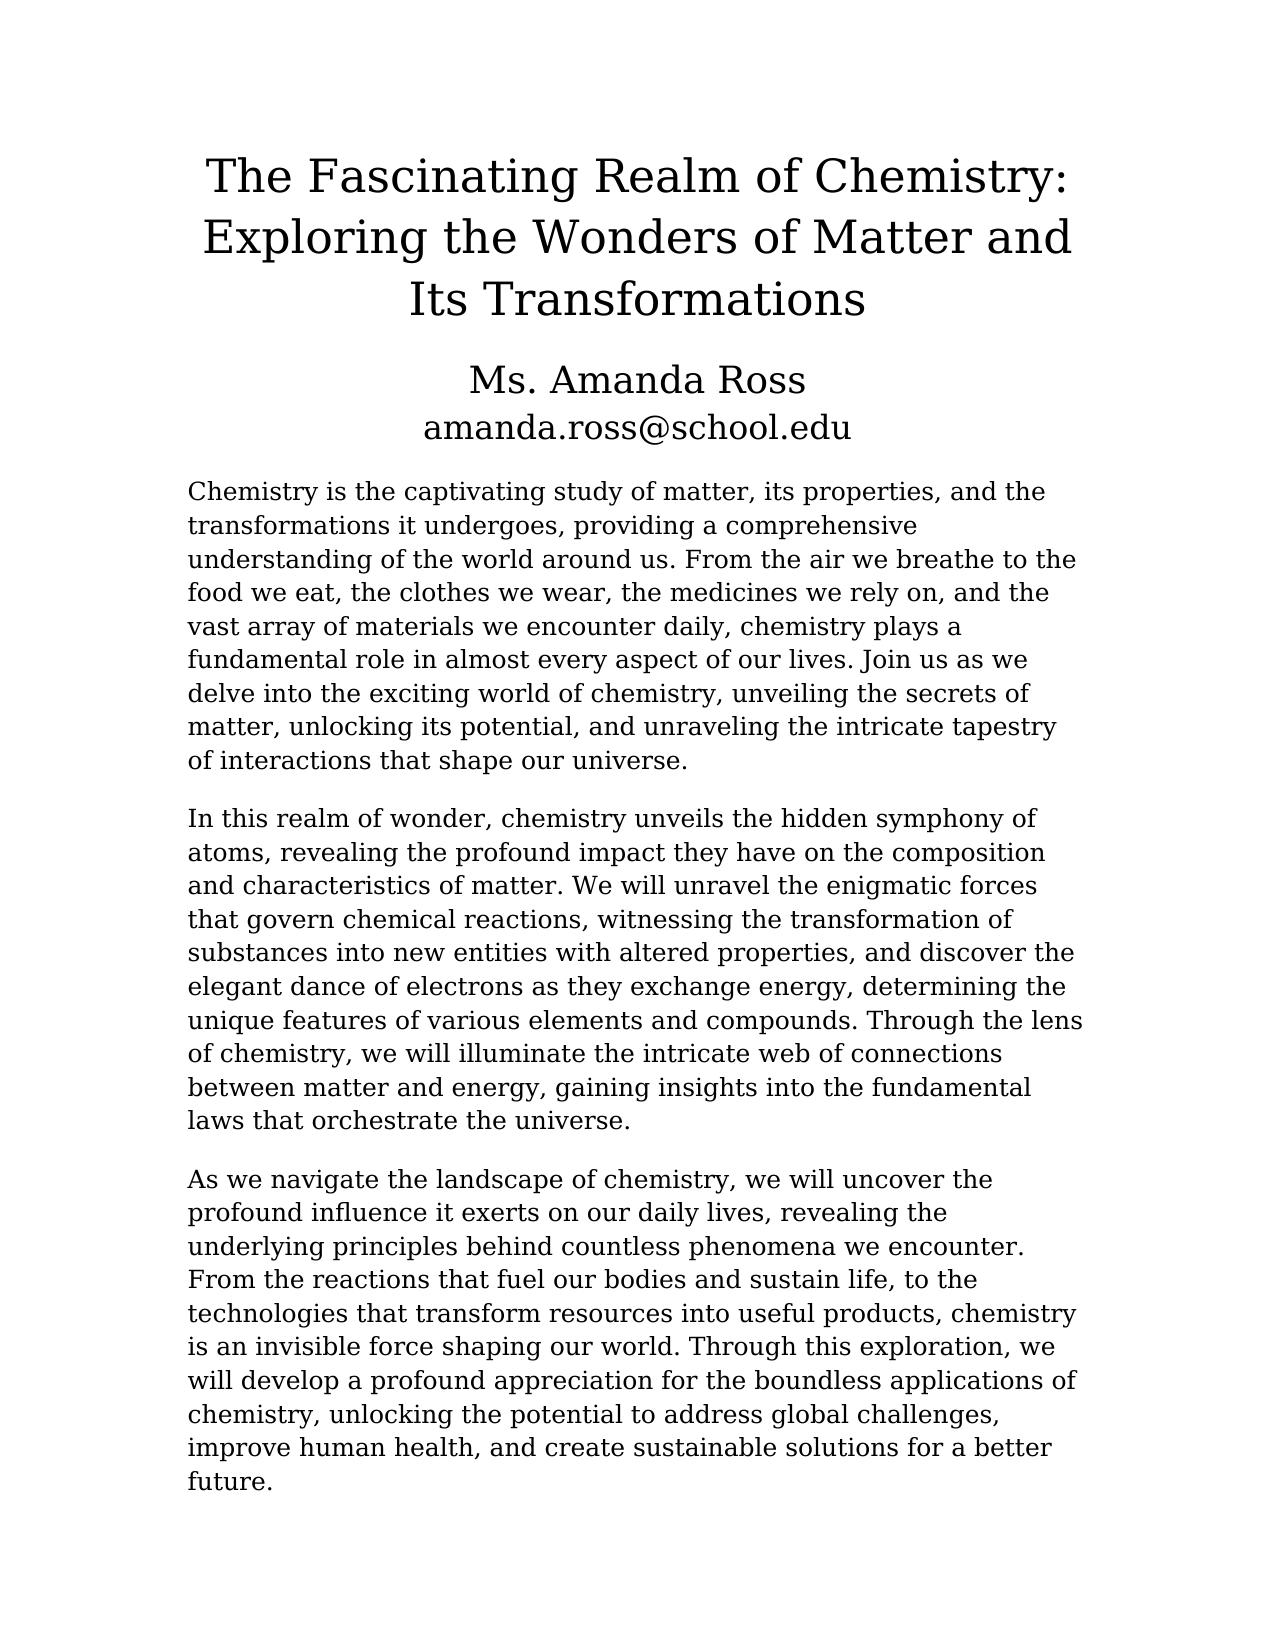 The Fascinating Realm of Chemistry:
Exploring the Wonders of Matter and
Its Transformations
Ms. Amanda Ross
amanda.ross@school.edu
Chemistry is the captivating study of matter, its properties, and the
transformations it undergoes, providing a comprehensive
understanding of the world around us. From the air we breathe to the
food we eat, the clothes we wear, the medicines we rely on, and the
vast array of materials we encounter daily, chemistry plays a
fundamental role in almost every aspect of our lives. Join us as we
delve into the exciting world of chemistry, unveiling the secrets of
matter, unlocking its potential, and unraveling the intricate tapestry
of interactions that shape our universe.
In this realm of wonder, chemistry unveils the hidden symphony of
atoms, revealing the profound impact they have on the composition
and characteristics of matter. We will unravel the enigmatic forces
that govern chemical reactions, witnessing the transformation of
substances into new entities with altered properties, and discover the
elegant dance of electrons as they exchange energy, determining the
unique features of various elements and compounds. Through the lens
of chemistry, we will illuminate the intricate web of connections
between matter and energy, gaining insights into the fundamental
laws that orchestrate the universe.
As we navigate the landscape of chemistry, we will uncover the
profound influence it exerts on our daily lives, revealing the
underlying principles behind countless phenomena we encounter.
From the reactions that fuel our bodies and sustain life, to the
technologies that transform resources into useful products, chemistry
is an invisible force shaping our world. Through this exploration, we
will develop a profound appreciation for the boundless applications of
chemistry, unlocking the potential to address global challenges,
improve human health, and create sustainable solutions for a better
future.